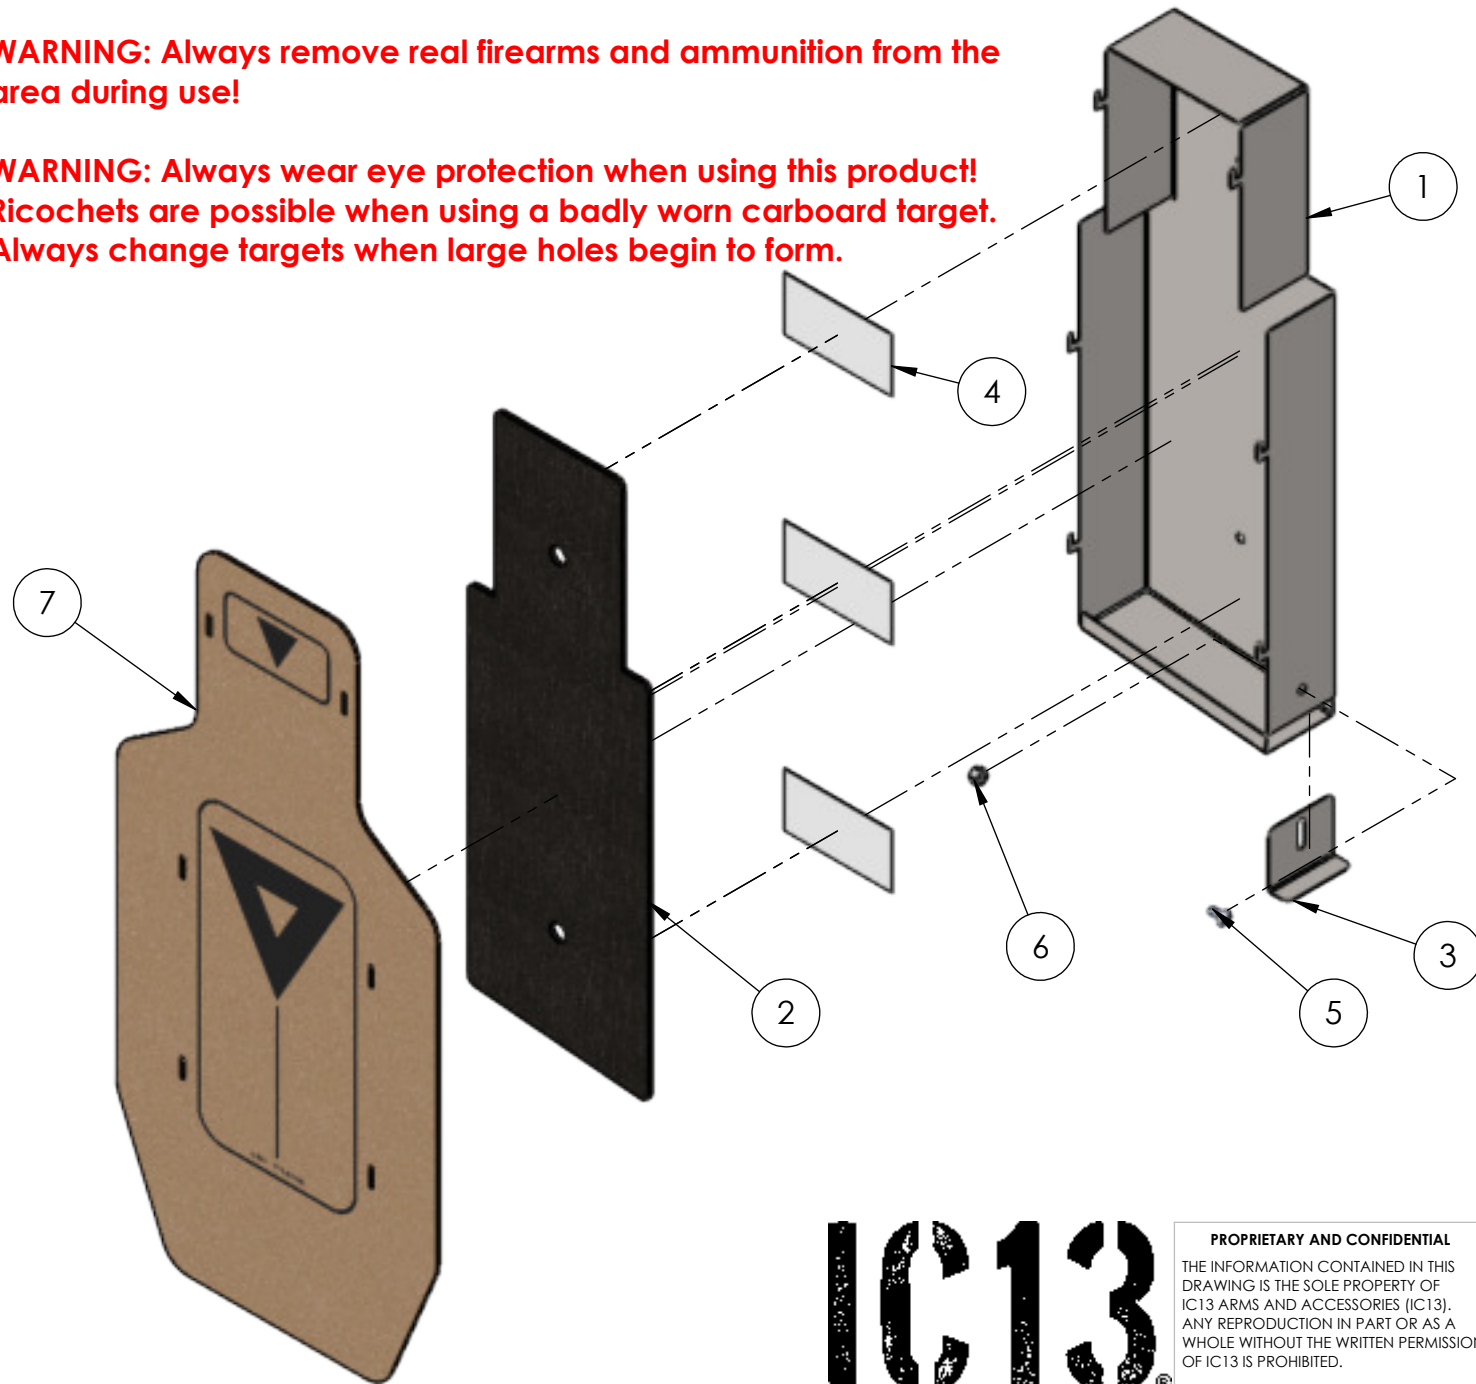 WARNING: Always remove real firearms and ammunition from the
area during use!
WARNING: Always wear eye protection when using this product!
Ricochets are possible when using a badly worn carboard target.
Always change targets when large holes begin to form.
1
4
7
6
3
2
5
IC13®
PROPRIETARY AND CONFIDENTIAL
THE INFORMATION CONTAINED IN THIS
DRAWING IS THE SOLE PROPERTY OF
IC13 ARMS AND ACCESSORIES (IC13).
ANY REPRODUCTION IN PART OR AS A
WHOLE WITHOUT THE WRITTEN PERMISSION
OF IC13 IS PROHIBITED.